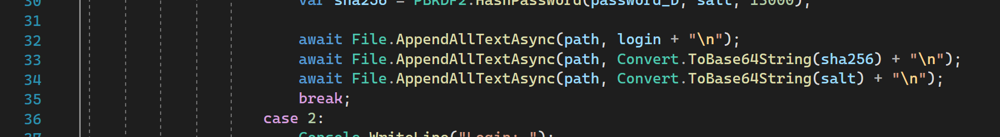 30 var sha256 = PBKDF2.HashPassword(password_D, salt, 15000);
31
32 await File.AppendAllTextAsync(path, login + "\n");
33 await File.AppendAllTextAsync(path, Convert.ToBase64String(sha256) + "\n");
34 await File.AppendAllTextAsync(path, Convert.ToBase64String(salt) + "\n");
35 break;
36 case 2:
37 Console.WriteLine("Login: ");